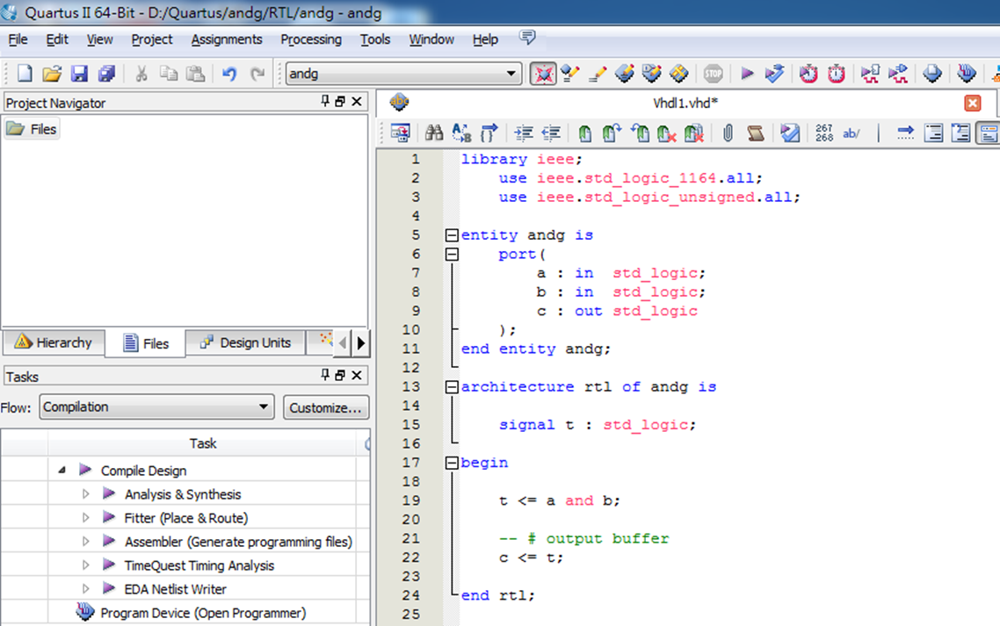 Quartus II 64-Bit - D:/Quartus/andg/RTL/andg - andg
File Edit View Project Assignments Processing Tools Window Help
andg
STOP
267
268
ab/
Project Navigator
Files
Hierarchy Files Design Units
Tasks
Flow: Compilation Customize...
Task
Compile Design
Analysis & Synthesis
Fitter (Place & Route)
Assembler (Generate programming files)
TimeQuest Timing Analysis
EDA Netlist Writer
Program Device (Open Programmer)
abc
Vhdl1.vhd*
1 library ieee;
2 use ieee.std_logic_1164.all;
3 use ieee.std_logic_unsigned.all;
4
5 entity andg is
6 port(
7 a : in std_logic;
8 b : in std_logic;
9 c : out std_logic
10 );
11 end entity andg;
12
13 architecture rtl of andg is
14
15 signal t : std_logic;
16
17 begin
18
19 t <= a and b;
20
21 -- # output buffer
22 c <= t;
23
24 end rtl;
25